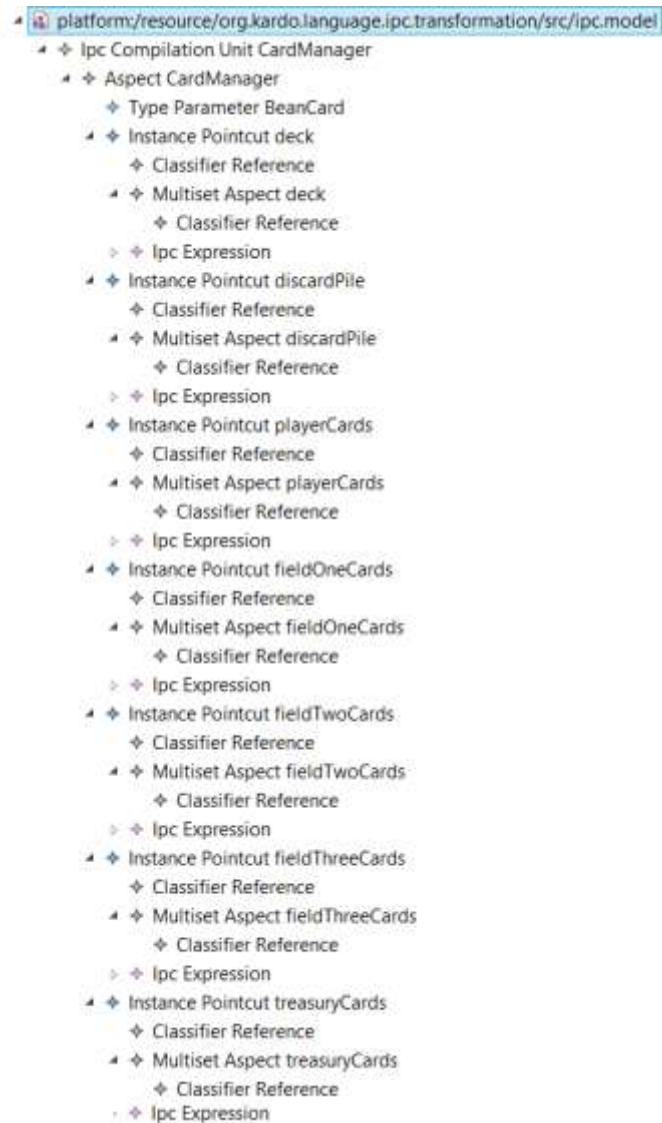 platform:/resource/org.kardo.language.ipc.transformation/src/ipc.model
Ipc Compilation Unit CardManager
Aspect CardManager
Type Parameter BeanCard
Instance Pointcut deck
Classifier Reference
Multiset Aspect deck
Classifier Reference
Ipc Expression
Instance Pointcut discardPile
Classifier Reference
Multiset Aspect discardPile
Classifier Reference
Ipc Expression
Instance Pointcut playerCards
Classifier Reference
Multiset Aspect playerCards
Classifier Reference
Ipc Expression
Instance Pointcut fieldOneCards
Classifier Reference
Multiset Aspect fieldOneCards
Classifier Reference
Ipc Expression
Instance Pointcut fieldTwoCards
Classifier Reference
Multiset Aspect fieldTwoCards
Classifier Reference
Ipc Expression
Instance Pointcut fieldThreeCards
Classifier Reference
Multiset Aspect fieldThreeCards
Classifier Reference
Ipc Expression
Instance Pointcut treasuryCards
Classifier Reference
Multiset Aspect treasuryCards
Classifier Reference
Ipc Expression